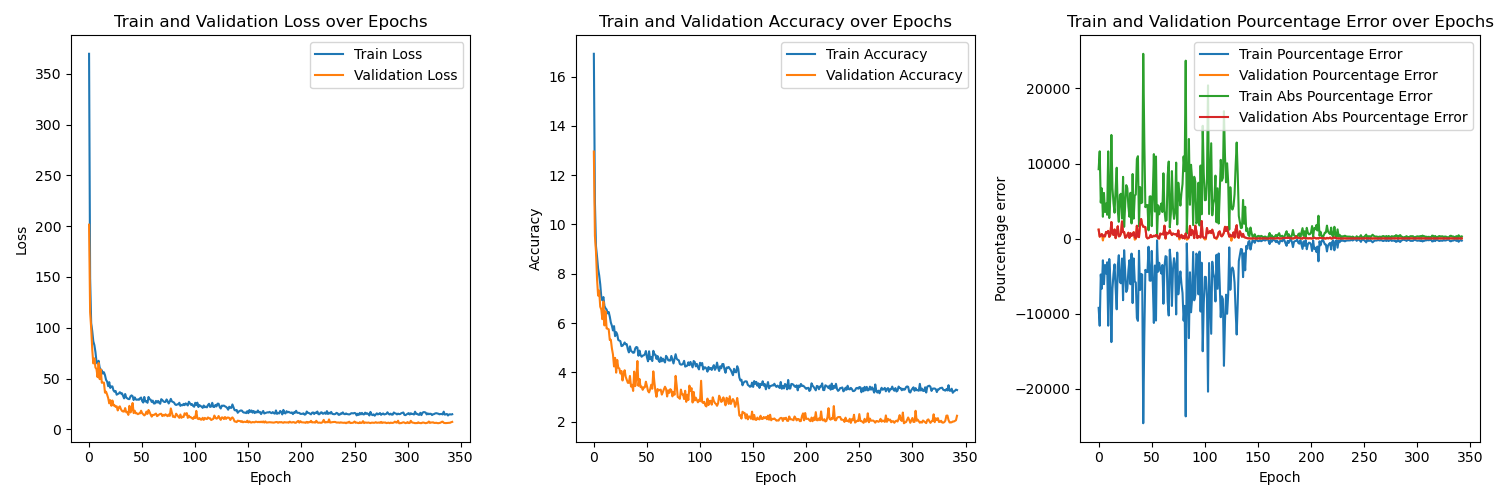 Train and Validation Loss over Epochs
Train Loss
Validation Loss
Loss
350
300
250
200
150
100
50
0
0 50 100 150 200 250 300 350
Epoch
Train and Validation Accuracy over Epochs
Train Accuracy
Validation Accuracy
Accuracy
16
14
12
10
8
6
4
2
0 50 100 150 200 250 300 350
Epoch
Train and Validation Pourcentage Error over Epochs
Train Pourcentage Error
Validation Pourcentage Error
Train Abs Pourcentage Error
Validation Abs Pourcentage Error
Pourcentage error
20000
10000
0
−10000
−20000
0 50 100 150 200 250 300 350
Epoch